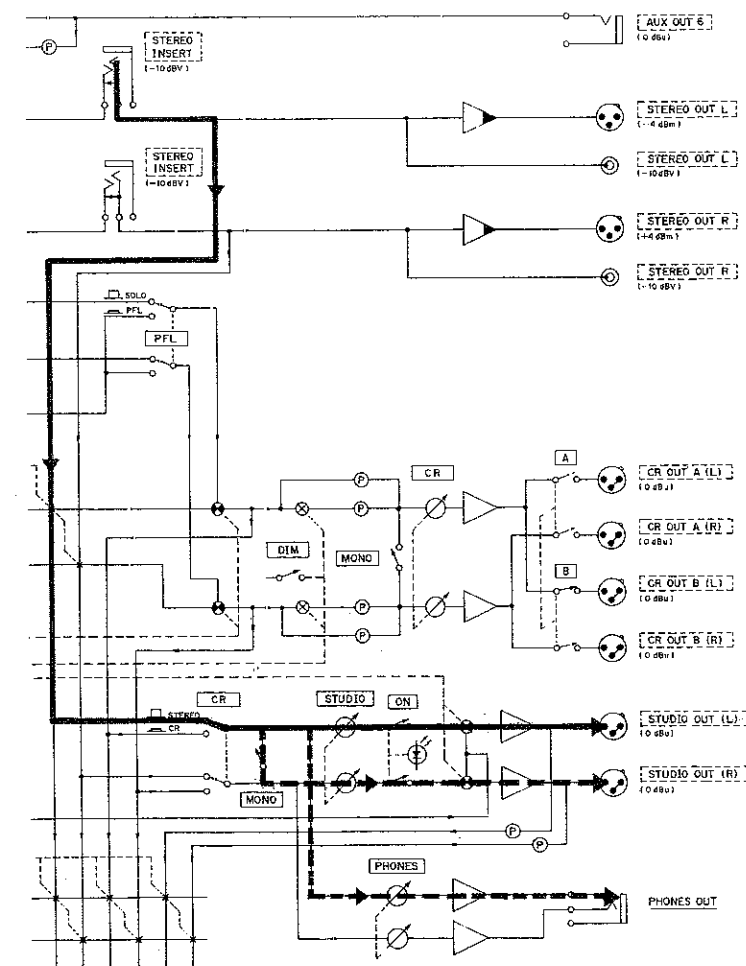 AUX OUT 6
(0 dBu)
P
STEREO
INSERT
(-10 dBV)
STEREO OUT L
(+4 dBm)
STEREO OUT L
(-10 dBV)
STEREO
INSERT
(-10 dBV)
STEREO OUT R
(+4 dBm)
STEREO OUT R
(-10 dBV)
SOLO
PFL
PFL
A
CR
CR OUT A (L)
(0 dBu)
P
P
CR OUT A (R)
(0 dBu)
DIM
MONO
B
CR OUT B (L)
(0 dBu)
P
P
CR OUT B (R)
(0 dBu)
CR
STUDIO
ON
STEREO
CR
STUDIO OUT (L)
(0 dBu)
MONO
STUDIO OUT (R)
(0 dBu)
P
P
PHONES
PHONES OUT